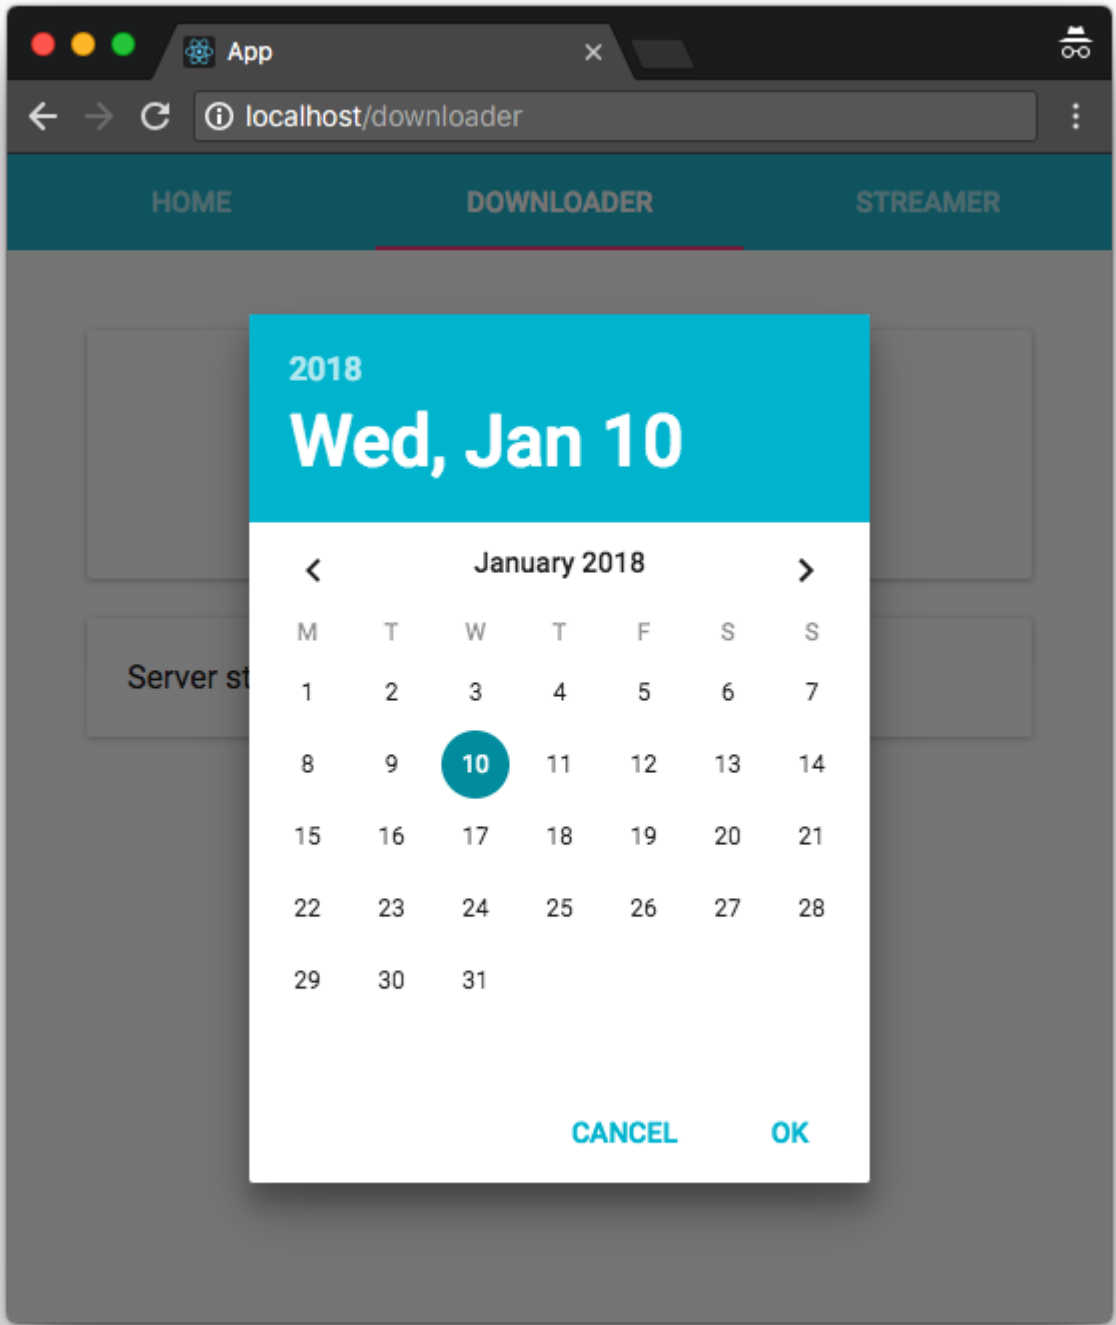 App
localhost/downloader
HOME DOWNLOADER STREAMER
2018
Wed, Jan 10
January 2018
M T W T F S S
1 2 3 4 5 6 7
8 9 10 11 12 13 14
15 16 17 18 19 20 21
22 23 24 25 26 27 28
29 30 31
Server st
CANCEL OK